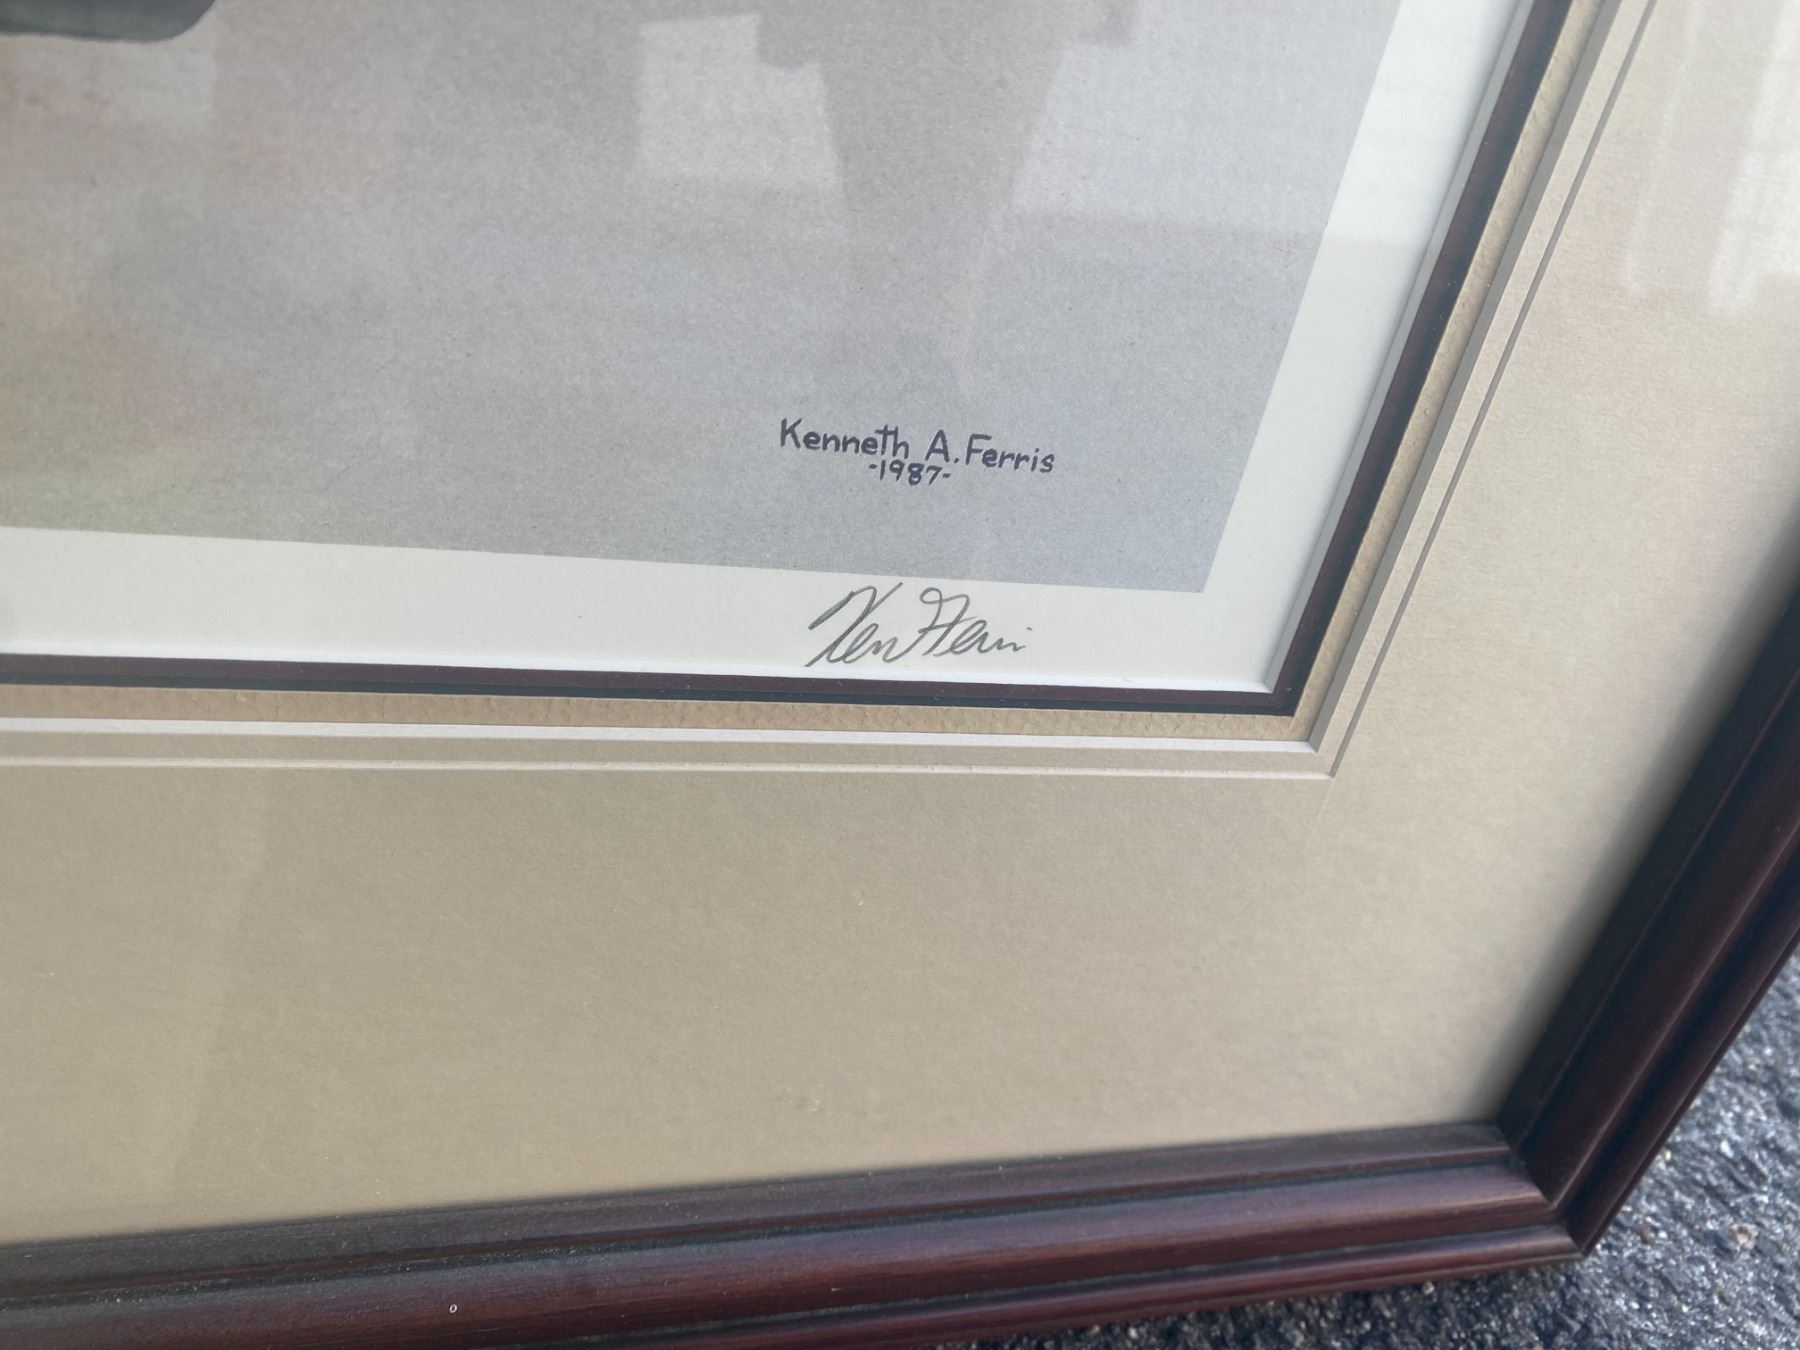 Kenneth A. Ferris
-1987-
Ken Ferris